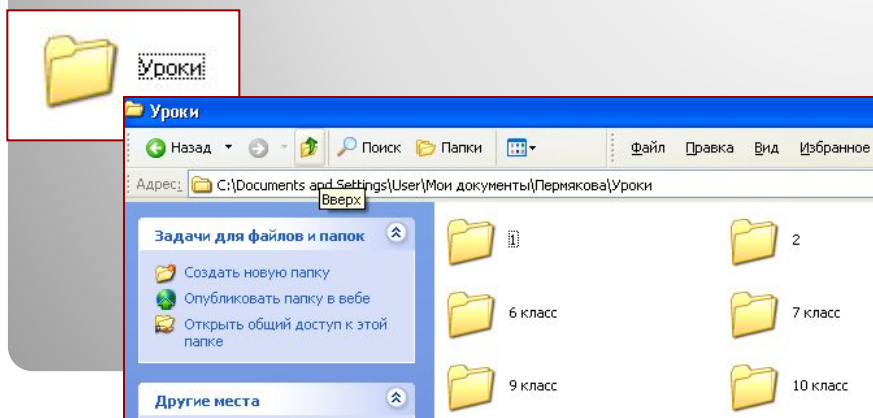 Уроки
Уроки
Назад Поиск Папки Файл Правка Вид Избранное
Адрес: C:\Documents and Settings\User\Мои документы\Пермякова\Уроки
Вверх
Задачи для файлов и папок
1
2
Создать новую папку
Опубликовать папку в вебе
Открыть общий доступ к этой
папке
6 класс
7 класс
Другие места
9 класс
10 класс